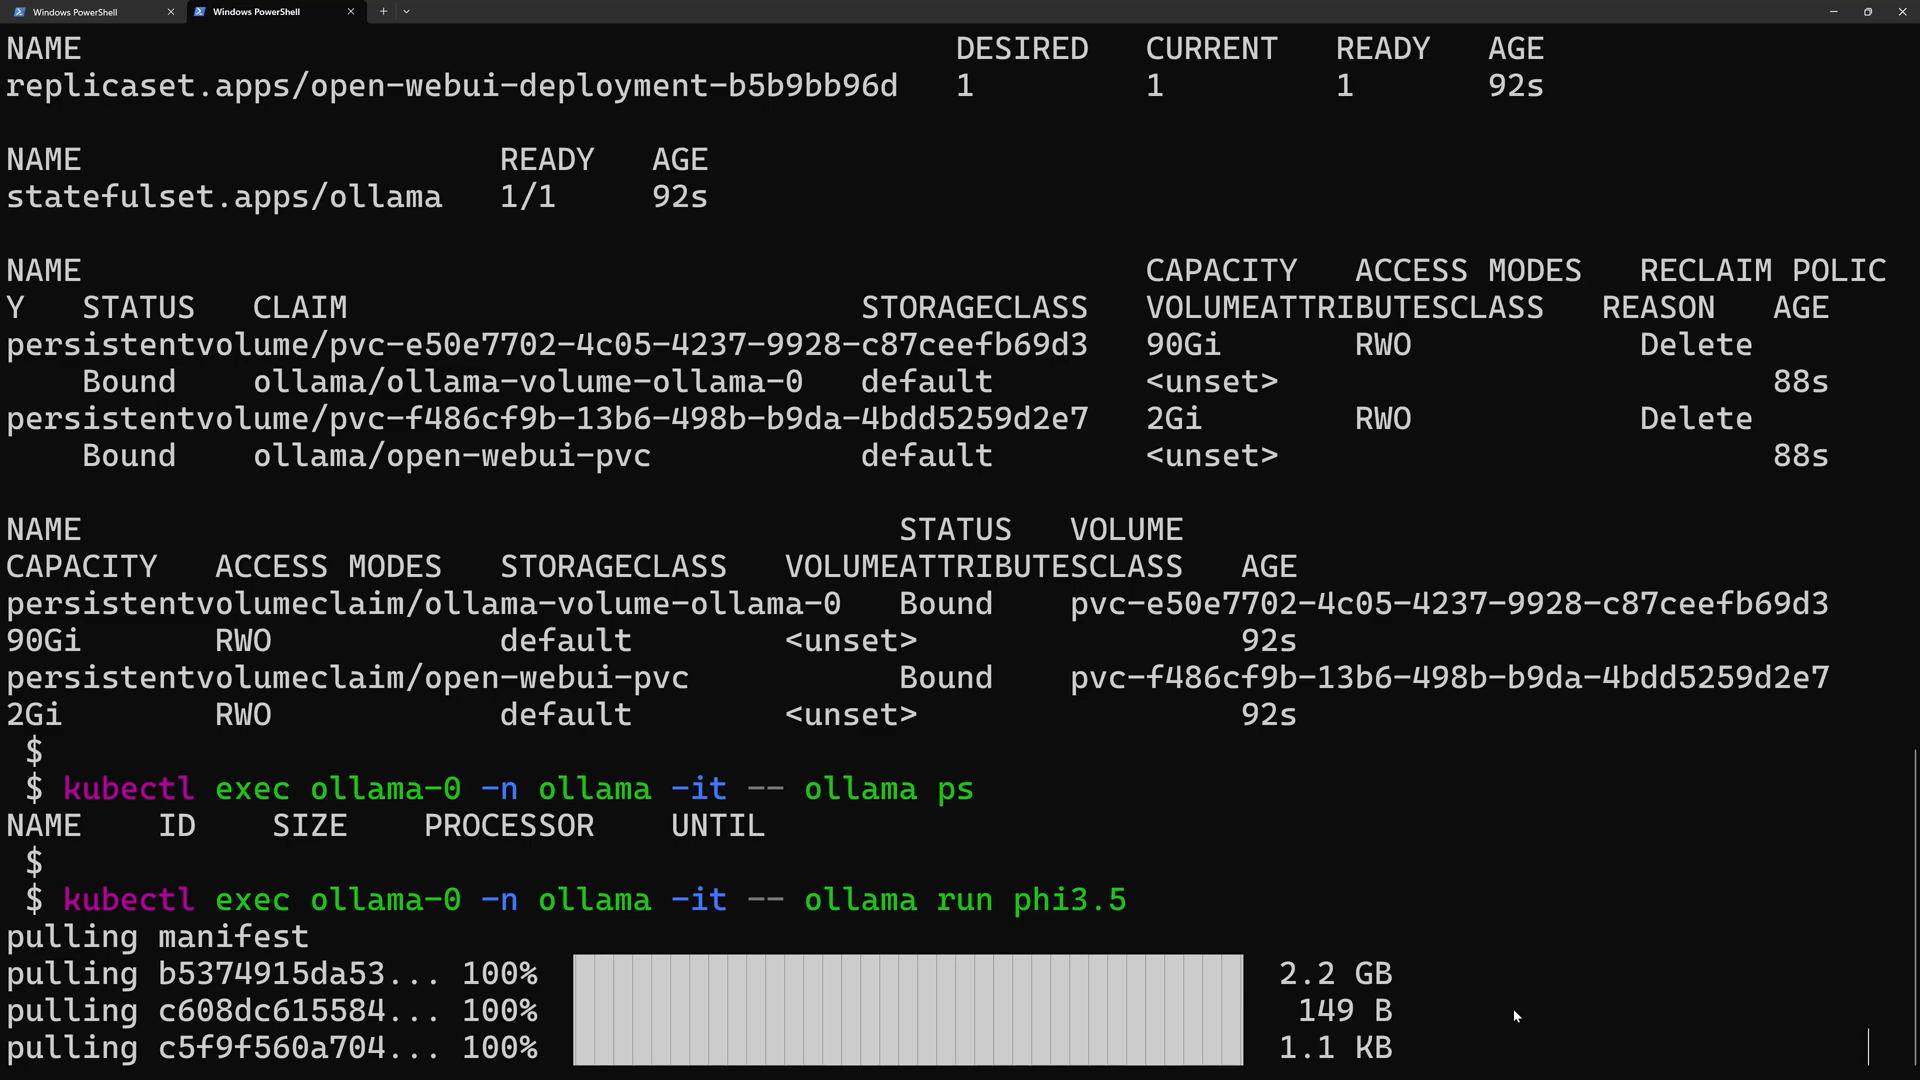 Windows PowerShell
Windows PowerShell
NAME DESIRED CURRENT READY AGE
replicaset.apps/open-webui-deployment-b5b9bb96d 1 1 1 92s
NAME READY AGE
statefulset.apps/ollama 1/1 92s
NAME CAPACITY ACCESS MODES RECLAIM POLIC
Y STATUS CLAIM STORAGECLASS VOLUMEATTRIBUTESCLASS REASON AGE
persistentvolume/pvc-e50e7702-4c05-4237-9928-c87ceefb69d3 90Gi RWO Delete
Bound ollama/ollama-volume-ollama-0 default <unset> 88s
persistentvolume/pvc-f486cf9b-13b6-498b-b9da-4bdd5259d2e7 2Gi RWO Delete
Bound ollama/open-webui-pvc default <unset> 88s
NAME STATUS VOLUME
CAPACITY ACCESS MODES STORAGECLASS VOLUMEATTRIBUTESCLASS AGE
persistentvolumeclaim/ollama-volume-ollama-0 Bound pvc-e50e7702-4c05-4237-9928-c87ceefb69d3
90Gi RWO default <unset> 92s
persistentvolumeclaim/open-webui-pvc Bound pvc-f486cf9b-13b6-498b-b9da-4bdd5259d2e7
2Gi RWO default <unset> 92s
$
$ kubectl exec ollama-0 -n ollama -it -- ollama ps
NAME ID SIZE PROCESSOR UNTIL
$
$ kubectl exec ollama-0 -n ollama -it -- ollama run phi3.5
pulling manifest
pulling b5374915da53... 100% 2.2 GB
pulling c608dc615584... 100% 149 B
pulling c5f9f560a704... 100% 1.1 KB